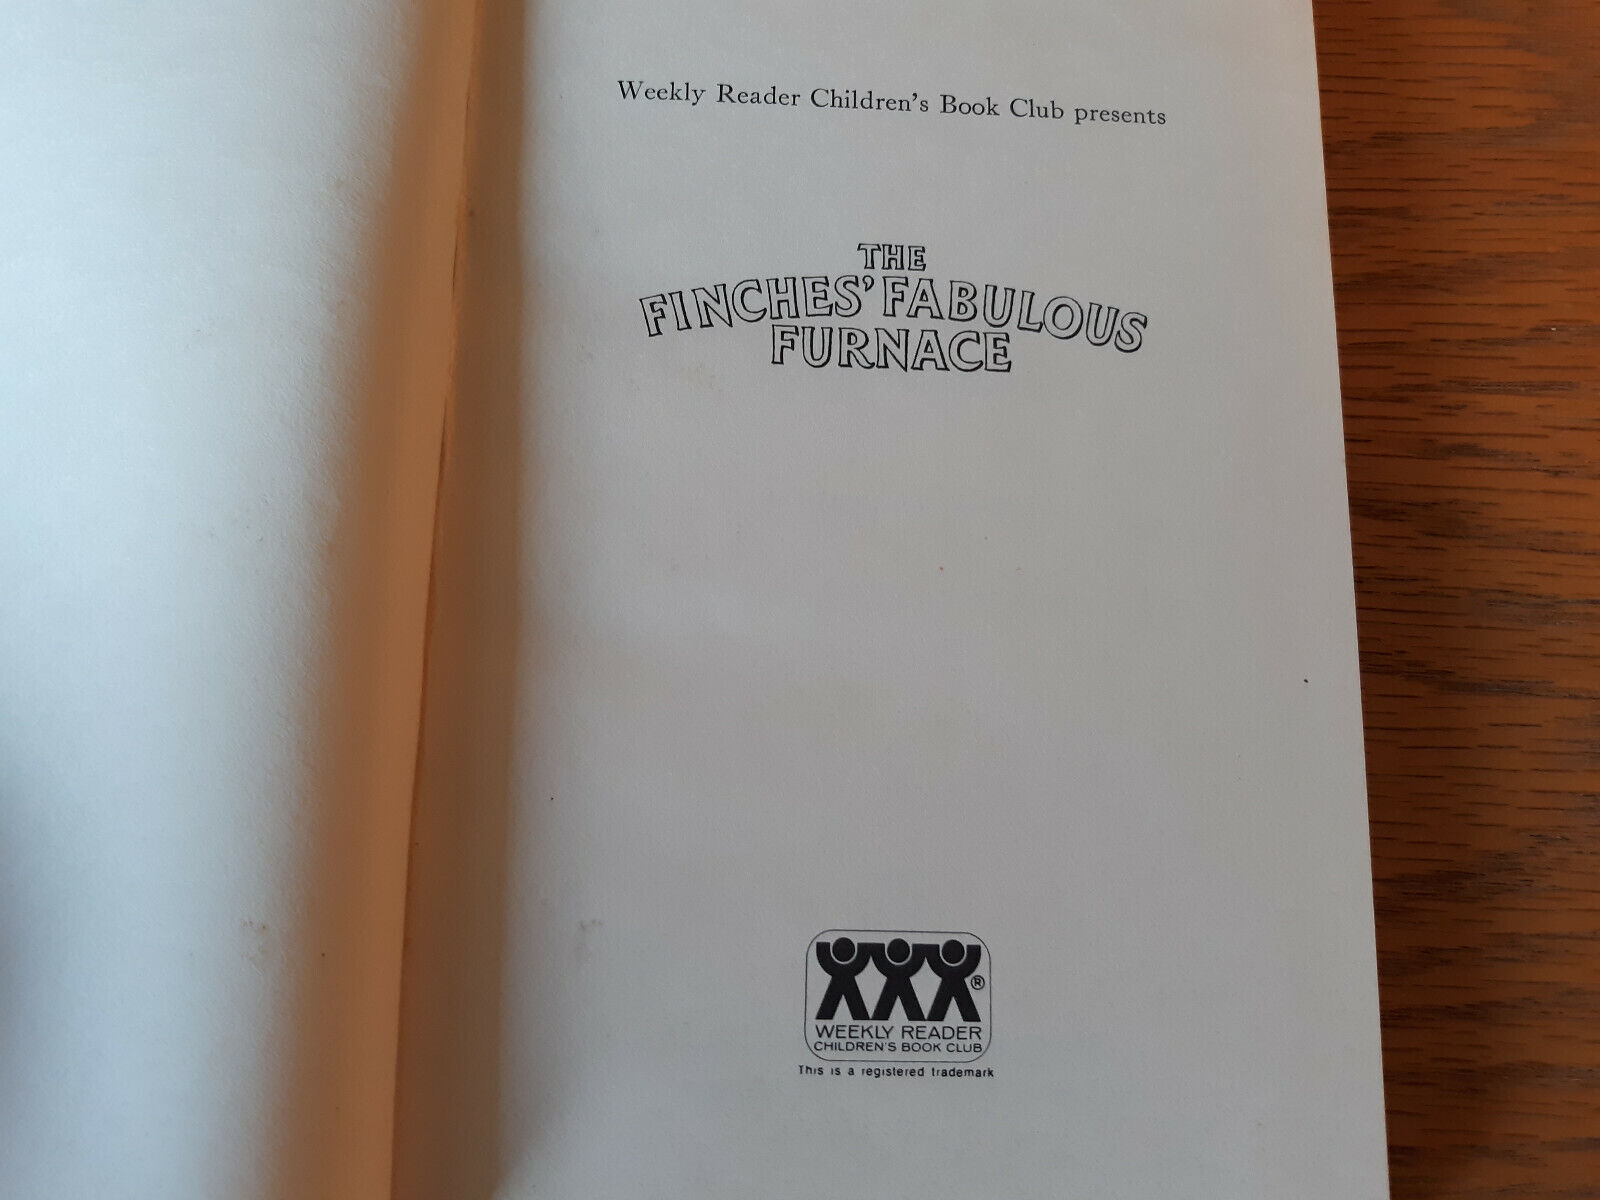 Weekly Reader Children's Book Club presents
THE
FINCHES' FABULOUS
FURNACE
®
WEEKLY READER
CHILDREN'S BOOK CLUB
This is a registered trademark